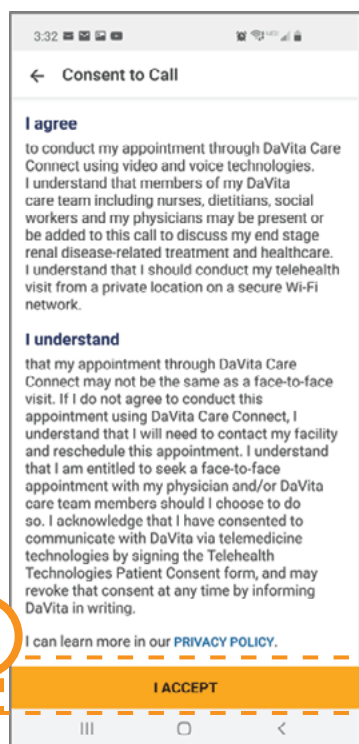 3:32
← Consent to Call
I agree
to conduct my appointment through DaVita Care
Connect using video and voice technologies.
I understand that members of my DaVita
care team including nurses, dietitians, social
workers and my physicians may be present or
be added to this call to discuss my end stage
renal disease-related treatment and healthcare.
I understand that I should conduct my telehealth
visit from a private location on a secure Wi-Fi
network.
I understand
that my appointment through DaVita Care
Connect may not be the same as a face-to-face
visit. If I do not agree to conduct this
appointment using DaVita Care Connect, I
understand that I will need to contact my facility
and reschedule this appointment. I understand
that I am entitled to seek a face-to-face
appointment with my physician and/or DaVita
care team members should I choose to do
so. I acknowledge that I have consented to
communicate with DaVita via telemedicine
technologies by signing the Telehealth
Technologies Patient Consent form, and may
revoke that consent at any time by informing
DaVita in writing.
I can learn more in our PRIVACY POLICY.
I ACCEPT